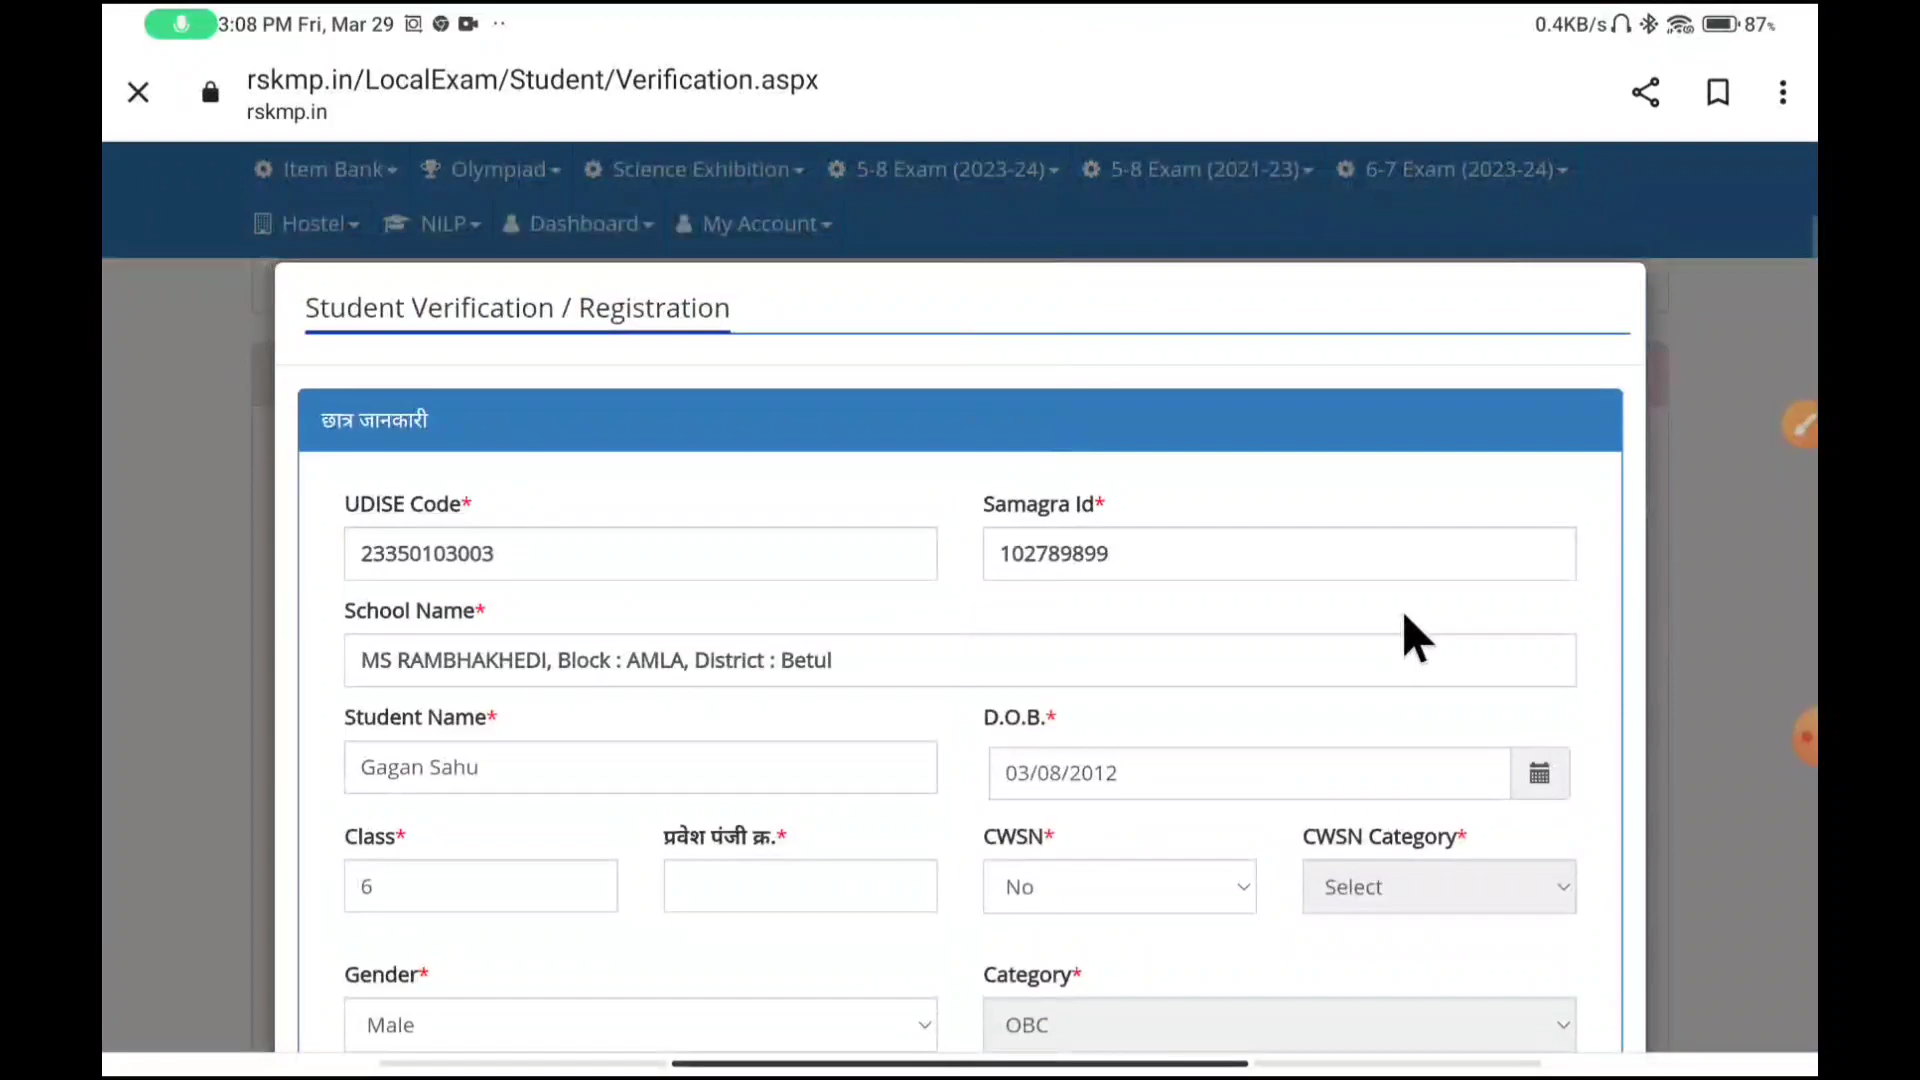 3:08 PM Fri, Mar 29
0.4KB/s 87%
rskmp.in/LocalExam/Student/Verification.aspx
rskmp.in
Item Bank Olympiad Science Exhibition 5-8 Exam (2023-24) 5-8 Exam (2021-23) 6-7 Exam (2023-24)
Hostel NILP Dashboard My Account
Student Verification / Registration
छात्र जानकारी
UDISE Code* Samagra Id*
23350103003 102789899
School Name*
MS RAMBHAKHEDI, Block : AMLA, District : Betul
Student Name* D.O.B.*
Gagan Sahu 03/08/2012
Class* प्रवेश पंजी क्र.* CWSN* CWSN Category*
6 No Select
Gender* Category*
Male OBC